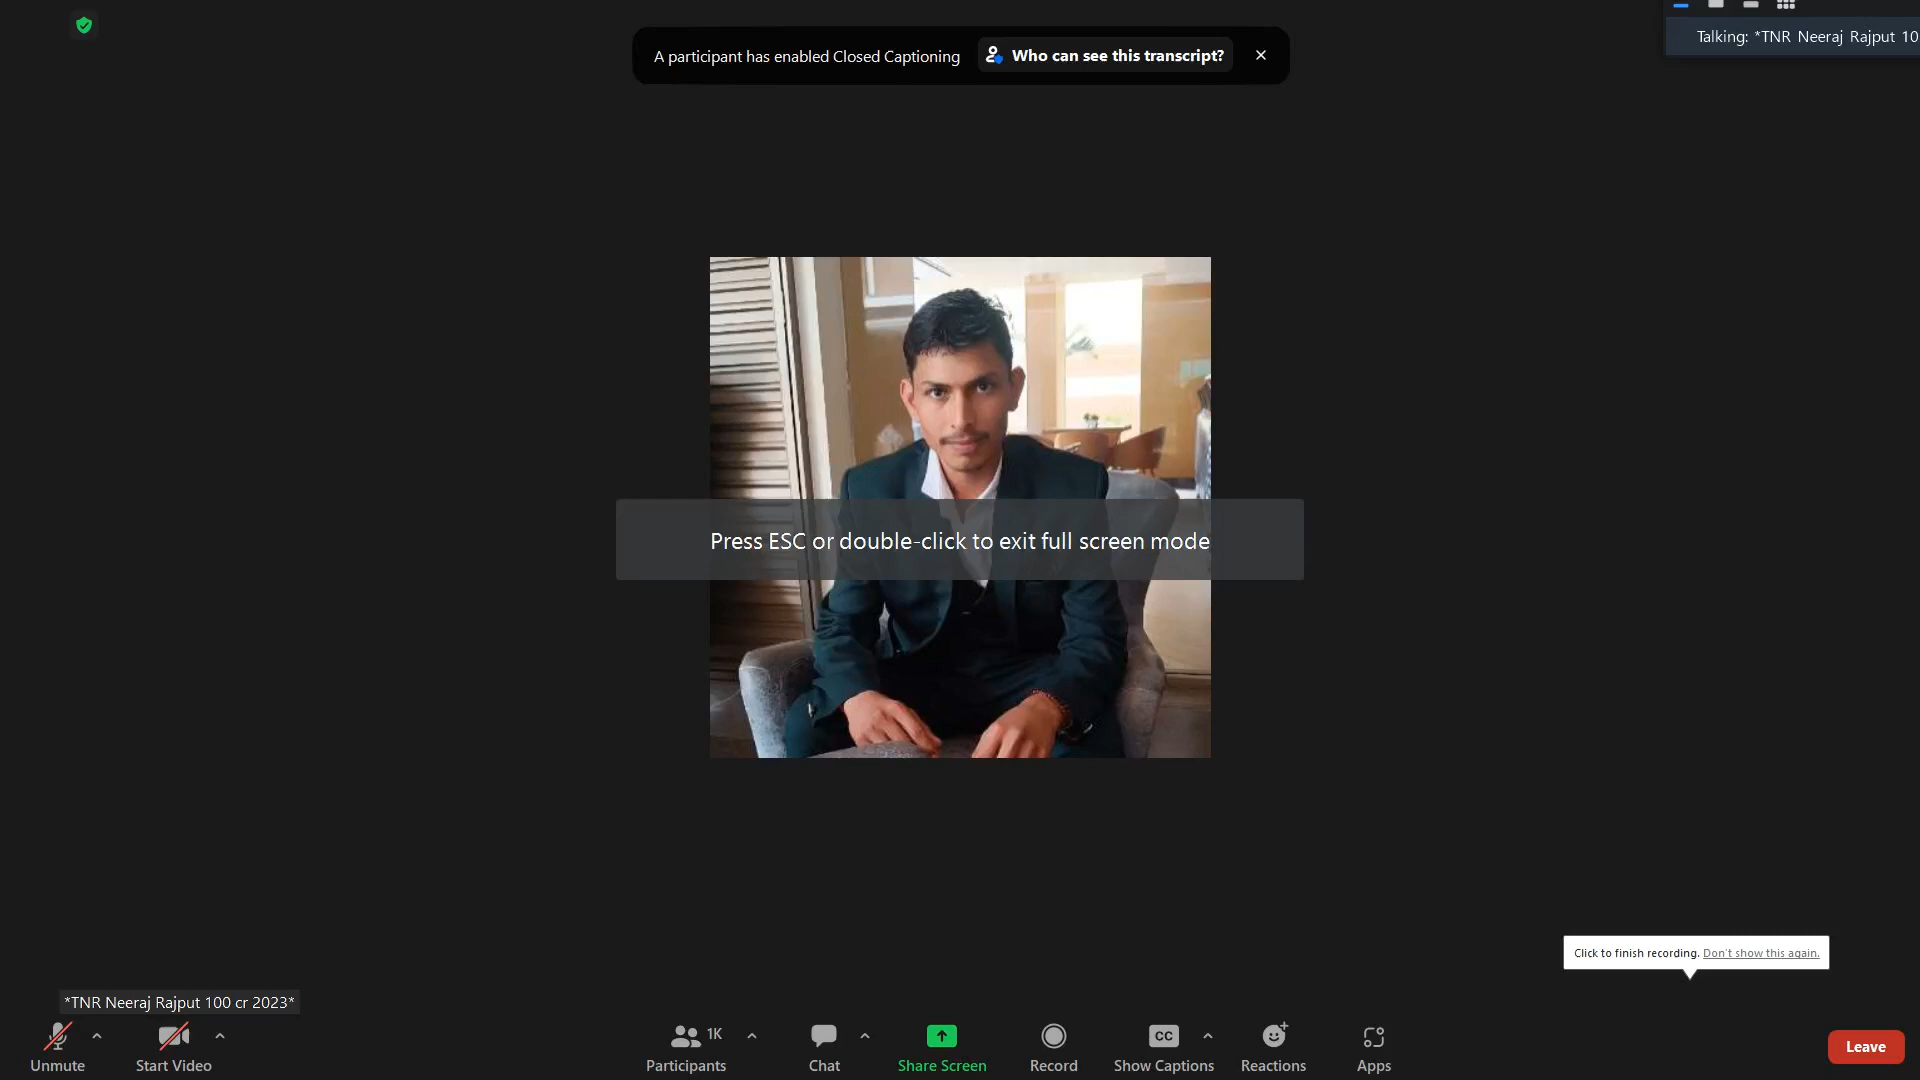 A participant has enabled Closed Captioning Who can see this transcript?
Talking: *TNR Neeraj Rajput 10
Press ESC or double-click to exit full screen mode
Click to finish recording. Don't show this again.
*TNR Neeraj Rajput 100 cr 2023*
1K
CC
Unmute Start Video Participants Chat Share Screen Record Show Captions Reactions Apps Leave